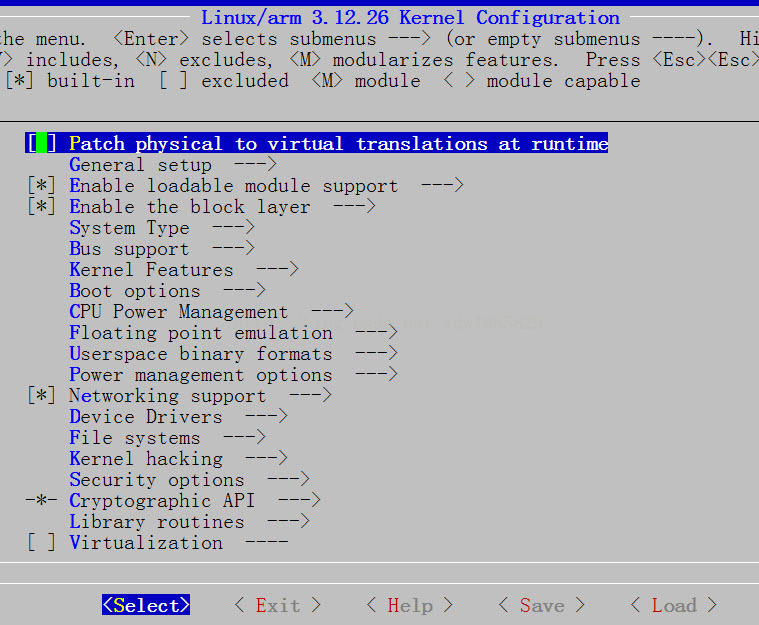 Linux/arm 3.12.26 Kernel Configuration
the menu.  <Enter> selects submenus ---> (or empty submenus ----).  Hi
> includes, <N> excludes, <M> modularizes features.  Press <Esc><Esc>
[*] built-in  [ ] excluded  <M> module  < > module capable
[ ] Patch physical to virtual translations at runtime
General setup  --->
[*] Enable loadable module support  --->
[*] Enable the block layer  --->
System Type  --->
Bus support  --->
Kernel Features  --->
Boot options  --->
CPU Power Management  --->
Floating point emulation  --->
Userspace binary formats  --->
Power management options  --->
[*] Networking support  --->
Device Drivers  --->
File systems  --->
Kernel hacking  --->
Security options  --->
-*- Cryptographic API  --->
Library routines  --->
[ ] Virtualization  ----
<Select>    < Exit >    < Help >    < Save >    < Load >